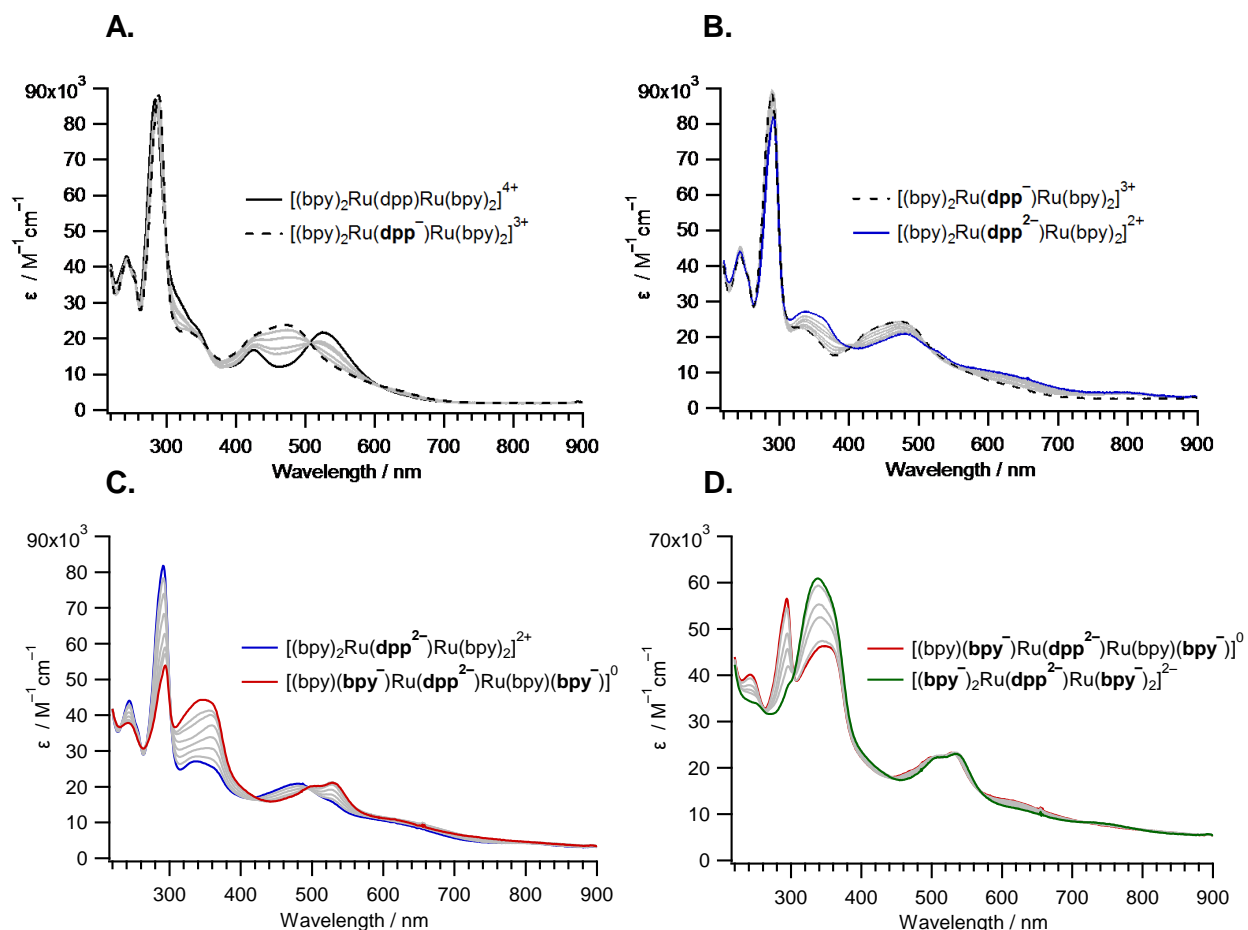 A.
90x10³
80
70
60
50
40
30
20
10
0
ε / M⁻¹cm⁻¹
[(bpy)₂Ru(dpp)Ru(bpy)₂]⁴⁺
[(bpy)₂Ru(dpp⁻)Ru(bpy)₂]³⁺
300 400 500 600 700 800 900
Wavelength / nm
B.
90x10³
80
70
60
50
40
30
20
10
0
ε / M⁻¹cm⁻¹
[(bpy)₂Ru(dpp⁻)Ru(bpy)₂]³⁺
[(bpy)₂Ru(dpp²⁻)Ru(bpy)₂]²⁺
300 400 500 600 700 800 900
Wavelength / nm
C.
90x10³
80
70
60
50
40
30
20
10
0
ε / M⁻¹cm⁻¹
[(bpy)₂Ru(dpp²⁻)Ru(bpy)₂]²⁺
[(bpy)(bpy⁻)Ru(dpp²⁻)Ru(bpy)(bpy⁻)]⁰
300 400 500 600 700 800 900
Wavelength / nm
D.
70x10³
60
50
40
30
20
10
0
ε / M⁻¹cm⁻¹
[(bpy)(bpy⁻)Ru(dpp²⁻)Ru(bpy)(bpy⁻)]⁰
[(bpy⁻)₂Ru(dpp²⁻)Ru(bpy⁻)₂]²⁻
300 400 500 600 700 800 900
Wavelength / nm